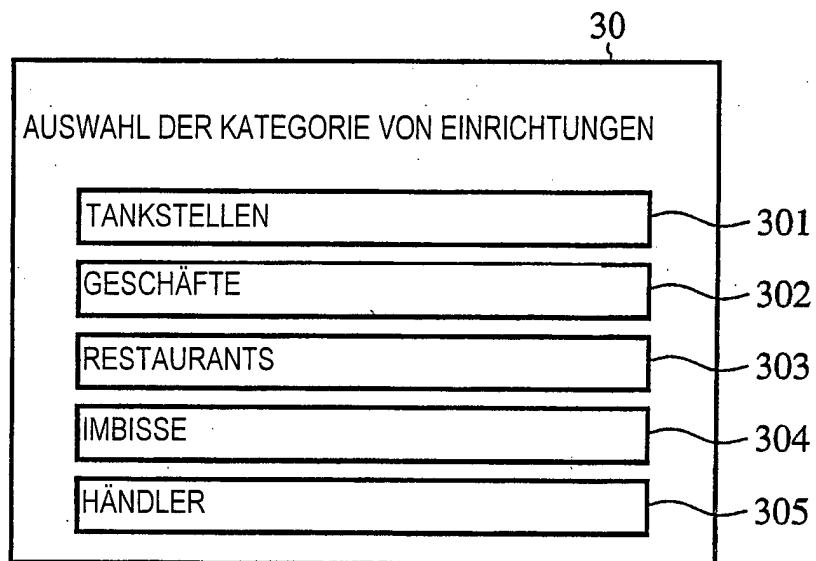 30
AUSWAHL DER KATEGORIE VON EINRICHTUNGEN
TANKSTELLEN 301
GESCHÄFTE 302
RESTAURANTS 303
IMBISSE 304
HÄNDLER 305